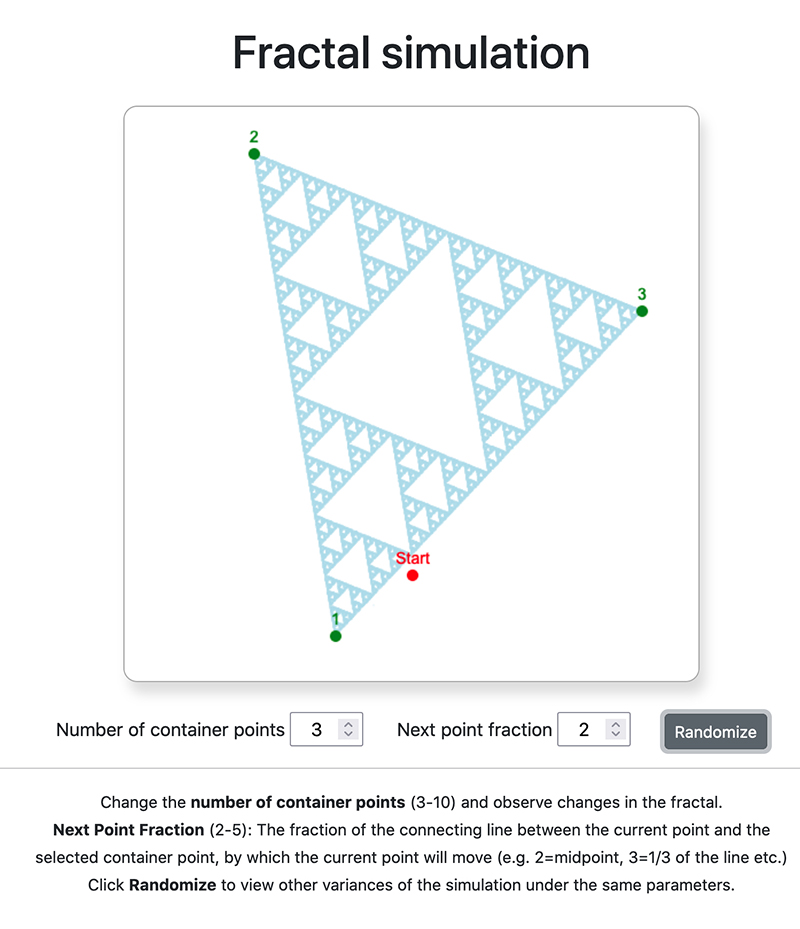 Fractal simulation
2
3
Start
1
Number of container points 3 Next point fraction 2 Randomize
Change the number of container points (3-10) and observe changes in the fractal.
Next Point Fraction (2-5): The fraction of the connecting line between the current point and the
selected container point, by which the current point will move (e.g. 2=midpoint, 3=1/3 of the line etc.)
Click Randomize to view other variances of the simulation under the same parameters.